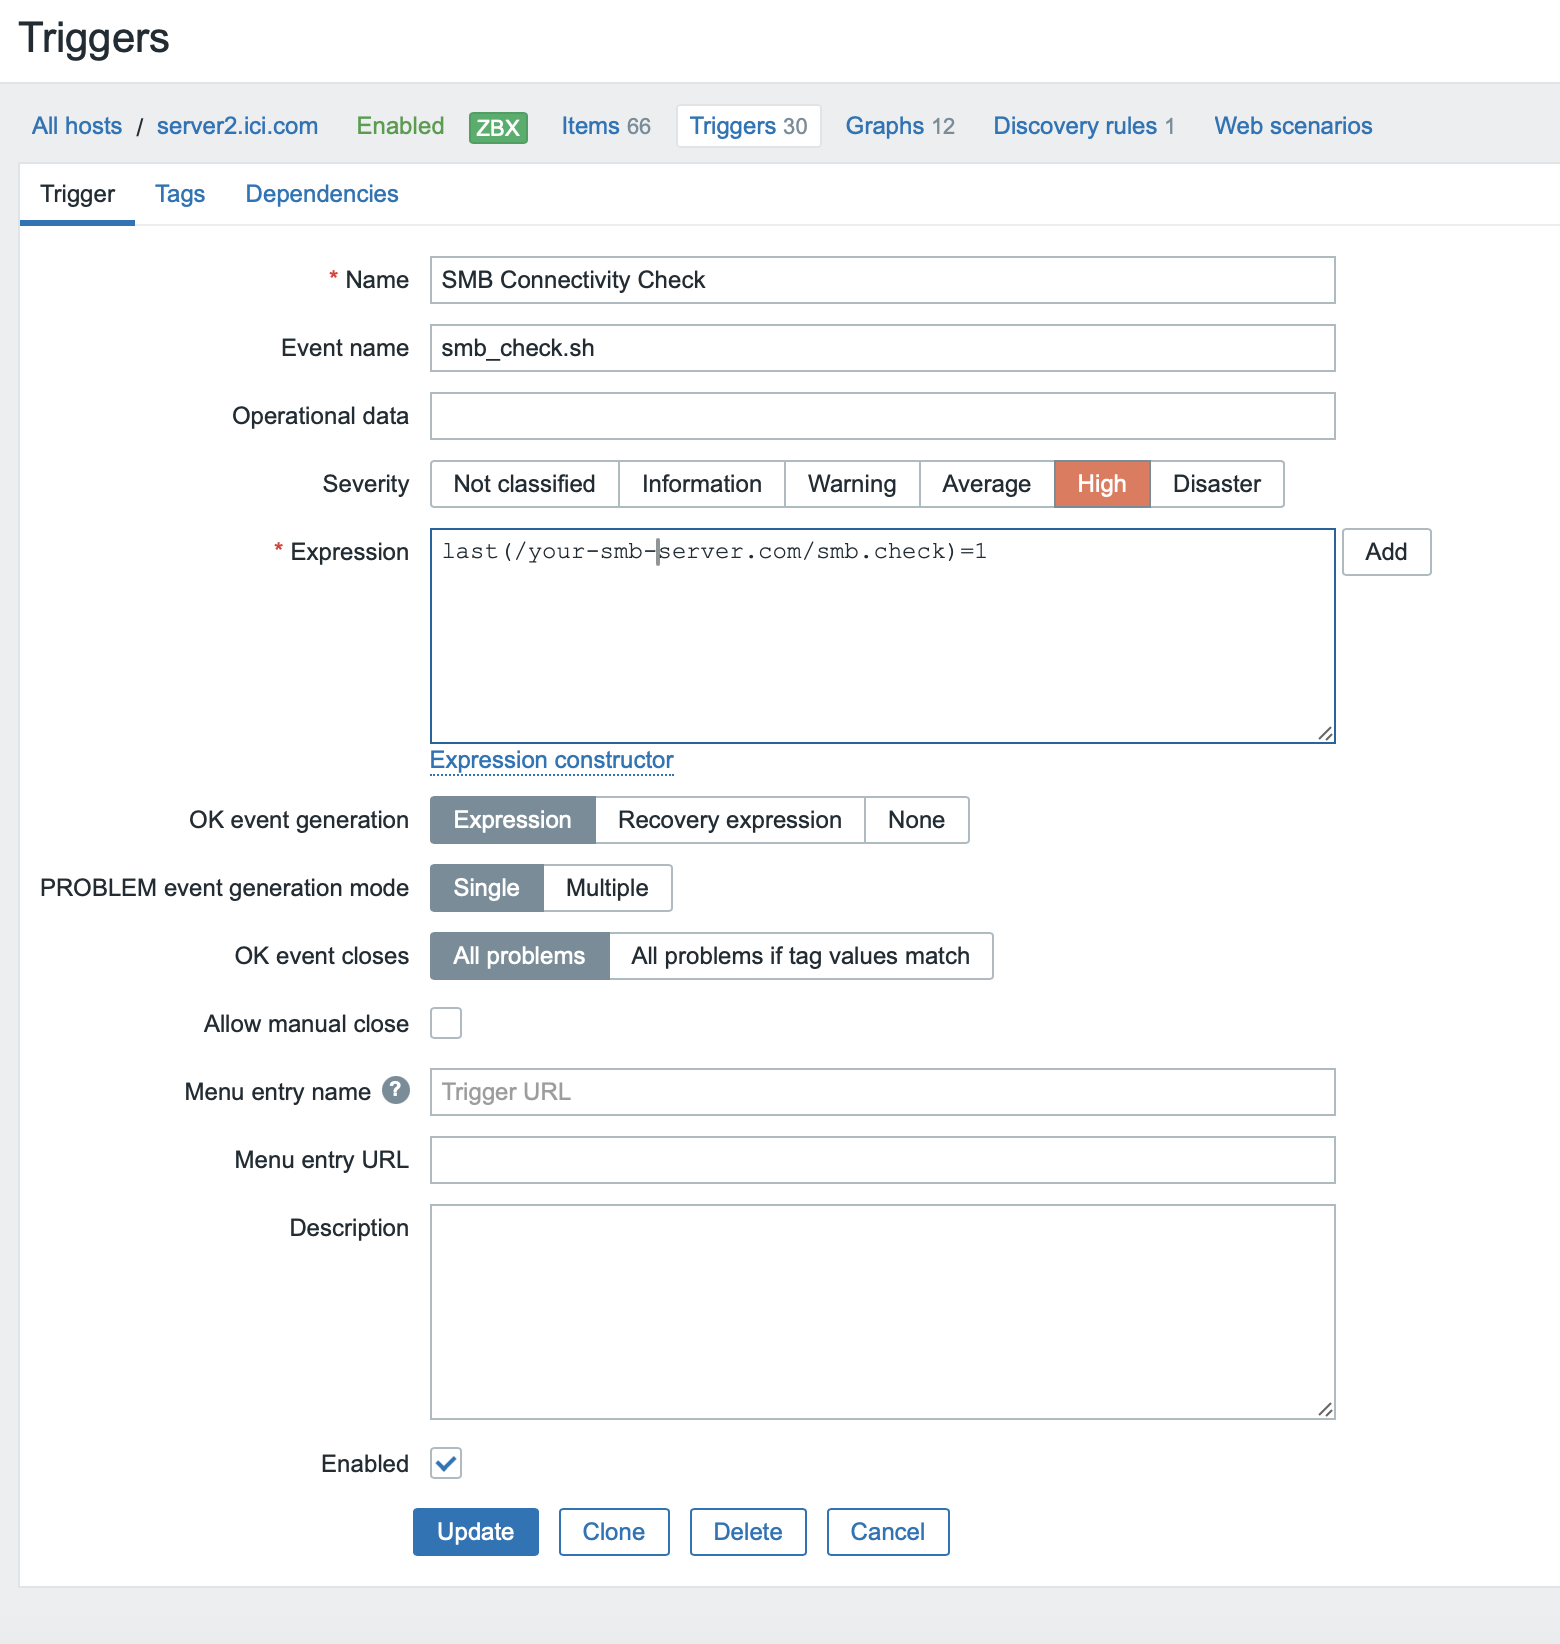 Triggers
All hosts / server2.ici.com Enabled ZBX Items 66 Triggers 30 Graphs 12 Discovery rules 1 Web scenarios
Trigger Tags Dependencies
* Name SMB Connectivity Check
Event name smb_check.sh
Operational data
Severity Not classified Information Warning Average High Disaster
* Expression last(/your-smb-server.com/smb.check)=1 Add
Expression constructor
OK event generation Expression Recovery expression None
PROBLEM event generation mode Single Multiple
OK event closes All problems All problems if tag values match
Allow manual close
Menu entry name ? Trigger URL
Menu entry URL
Description
Enabled
Update Clone Delete Cancel